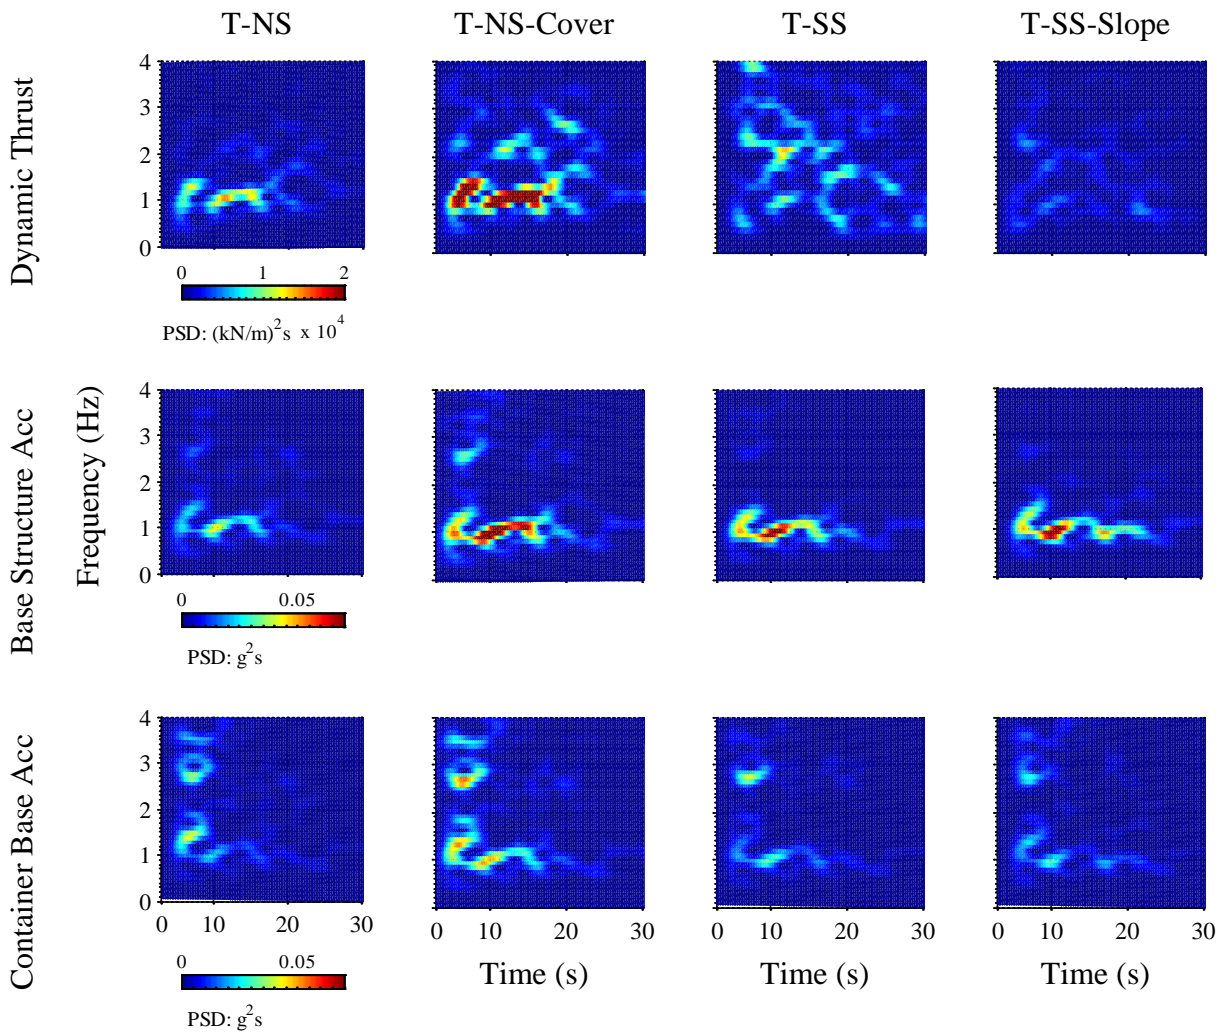 T-NS T-NS-Cover T-SS T-SS-Slope
Dynamic Thrust
4
3
2
1
0
0 1 2
PSD: (kN/m)²s x 10⁴
Frequency (Hz)
Base Structure Acc
4
3
2
1
0
0 0.05
PSD: g²s
Container Base Acc
4
3
2
1
0
0 10 20 30 10 20 30 0 10 20 30 0 10 20 30
Time (s) Time (s) Time (s)
0 0.05
PSD: g²s